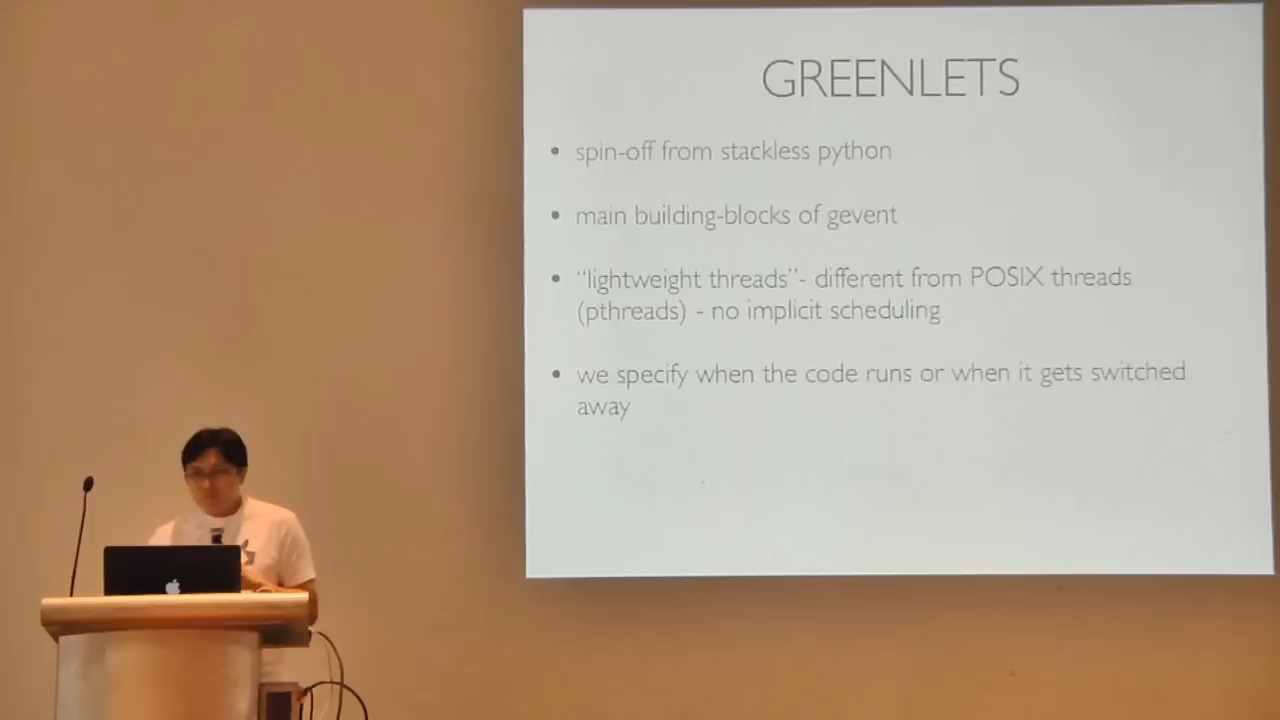 GREENLETS
• spin-off from stackless python
• main building-blocks of gevent
• “lightweight threads”- different from POSIX threads
(pthreads) - no implicit scheduling
• we specify when the code runs or when it gets switched
away